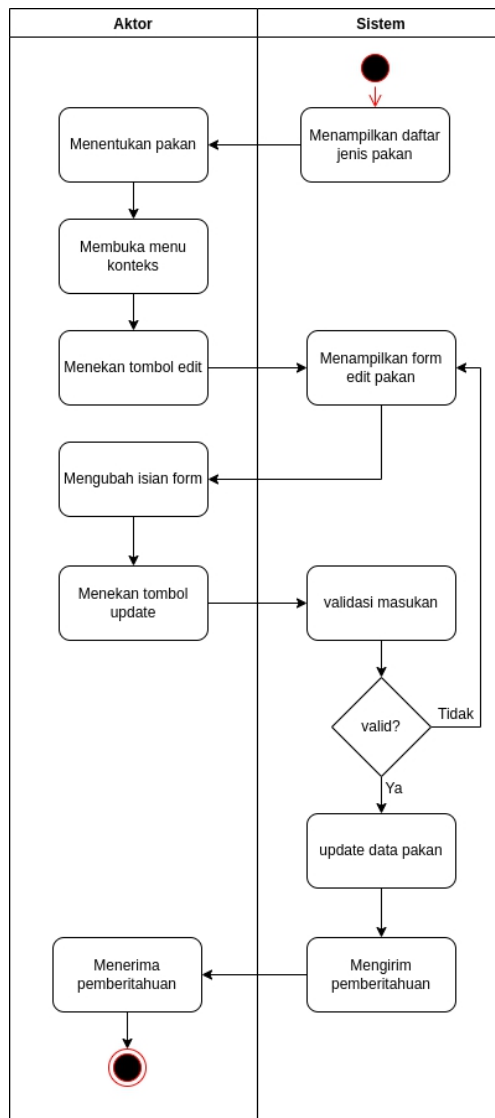 Aktor
Sistem
Menampilkan daftar
jenis pakan
Menentukan pakan
Membuka menu
konteks
Menekan tombol edit
Menampilkan form
edit pakan
Mengubah isian form
Menekan tombol
update
validasi masukan
valid?
Tidak
Ya
update data pakan
Mengirim
pemberitahuan
Menerima
pemberitahuan